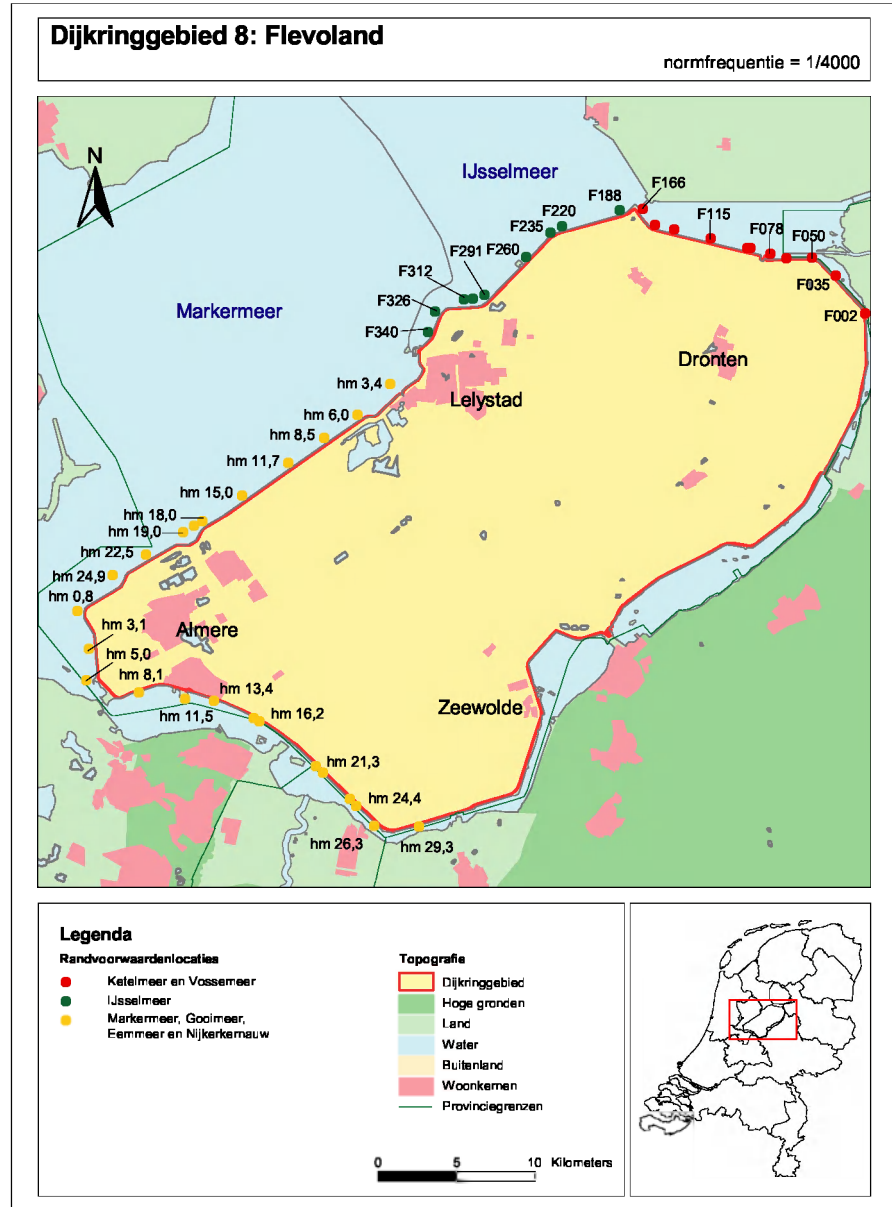 Dijkringgebied 8: Flevoland
normfrequentie = 1/4000
N
IJsselmeer
Markermeer
F188
F166
F220
F235
F115
F260
F078
F050
F291
F312
F035
F326
F002
F340
Dronten
hm 3,4
Lelystad
hm 6,0
hm 8,5
hm 11,7
hm 15,0
hm 18,0
hm 19,0
hm 22,5
hm 24,9
hm 0,8
hm 3,1
Almere
hm 5,0
hm 8,1
hm 13,4
hm 11,5
hm 16,2
Zeewolde
hm 21,3
hm 24,4
hm 26,3
hm 29,3
Legenda
Randvoorwaardenlocaties
Ketelmeer en Vossemeer
IJsselmeer
Markermeer, Gooimeer,
Eemmeer en Nijkerkernauw
Topografie
Dijkringgebied
Hoge gronden
Land
Water
Buitenland
Woonkernen
Provinciegrenzen
0 5 10 Kilometers